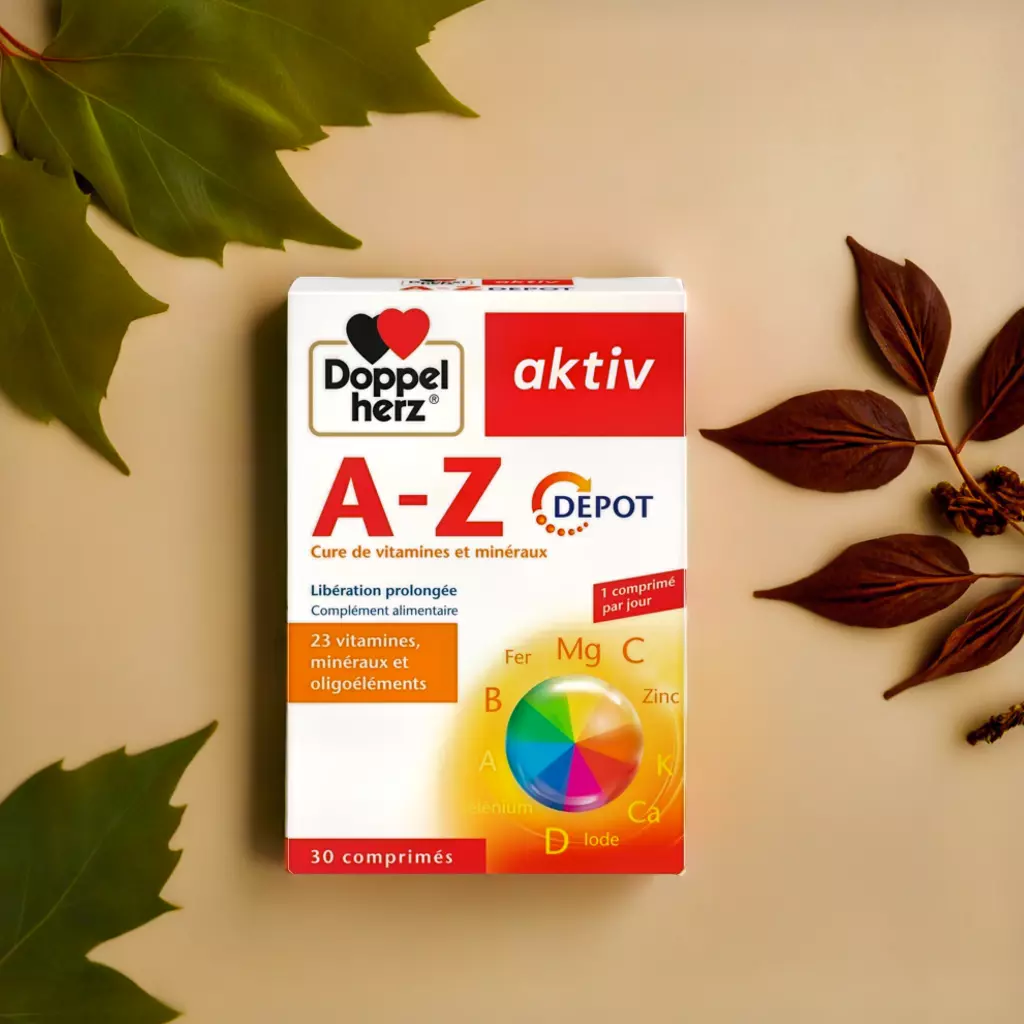 A-Z DEPOT
Doppel
herz®
aktiv
A-Z
DEPOT
Cure de vitamines et minéraux
Libération prolongée
Complément alimentaire
1 comprimé
par jour
23 vitamines,
minéraux et
oligoéléments
Fer
Mg
C
B
Zinc
A
K
Ca
D
Iode
30 comprimés